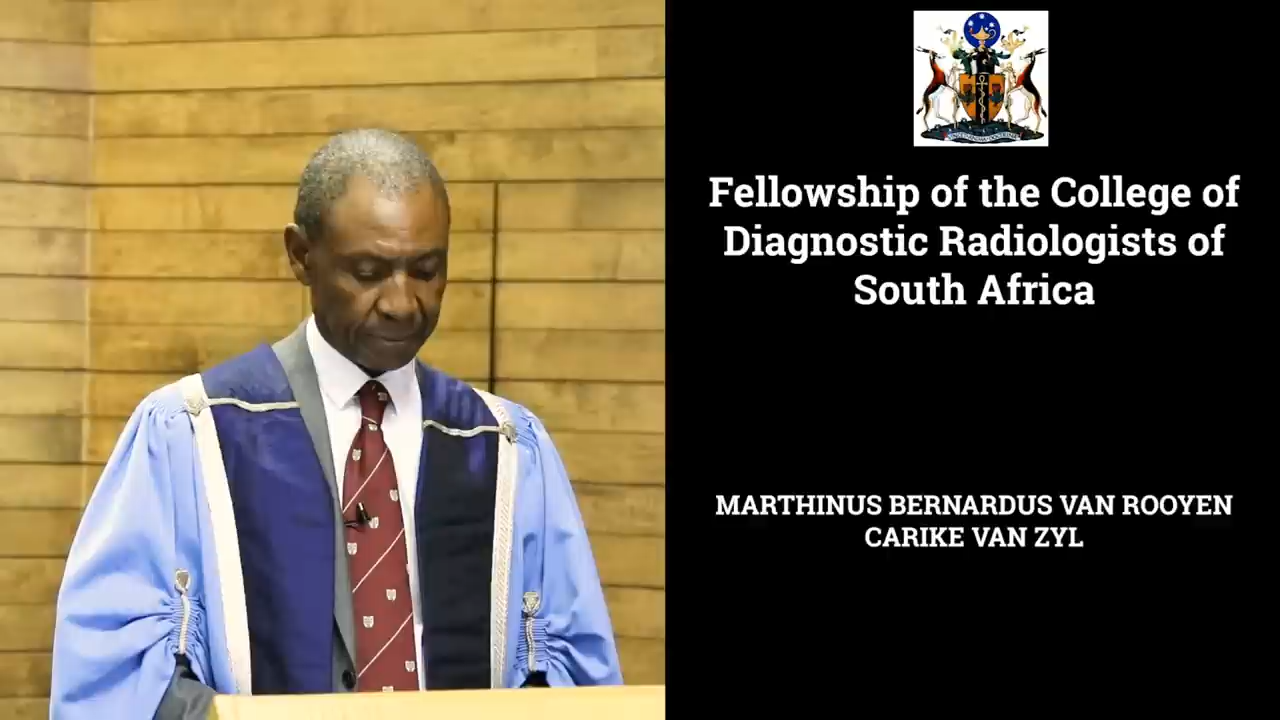 Fellowship of the College of
Diagnostic Radiologists of
South Africa
MARTHINUS BERNARDUS VAN ROOYEN
CARIKE VAN ZYL